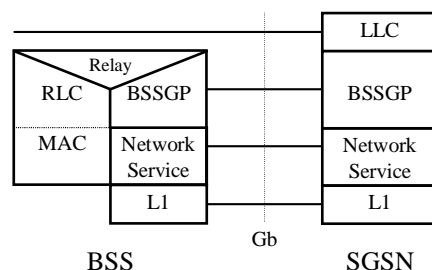 LLC
Relay
RLC
BSSGP
BSSGP
MAC
Network
Service
Network
Service
L1
L1
Gb
BSS
SGSN